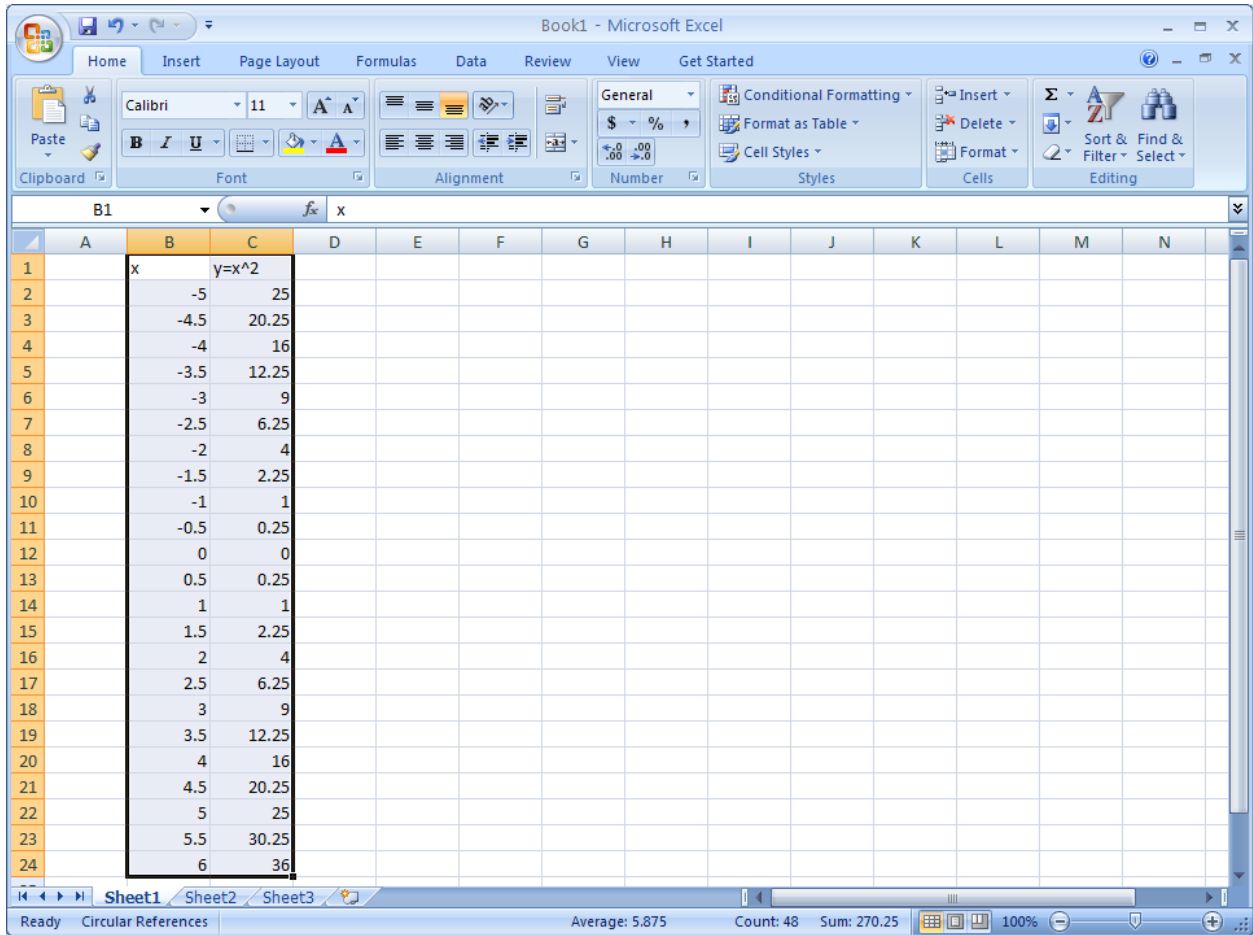 Book1 - Microsoft Excel
Home Insert Page Layout Formulas Data Review View Get Started
Paste
Clipboard
Calibri 11 A A
B I U A
Font
Alignment
General
$ % ,
.0 .00 .00 .0
Number
Conditional Formatting
Format as Table
Cell Styles
Styles
Insert
Delete
Format
Cells
Σ
A Z
Sort & Filter
Find & Select
Editing
B1 fx x
A B C D E F G H I J K L M N
1 x y=x^2
2 -5 25
3 -4.5 20.25
4 -4 16
5 -3.5 12.25
6 -3 9
7 -2.5 6.25
8 -2 4
9 -1.5 2.25
10 -1 1
11 -0.5 0.25
12 0 0
13 0.5 0.25
14 1 1
15 1.5 2.25
16 2 4
17 2.5 6.25
18 3 9
19 3.5 12.25
20 4 16
21 4.5 20.25
22 5 25
23 5.5 30.25
24 6 36
Sheet1 Sheet2 Sheet3
Ready Circular References Average: 5.875 Count: 48 Sum: 270.25 100%